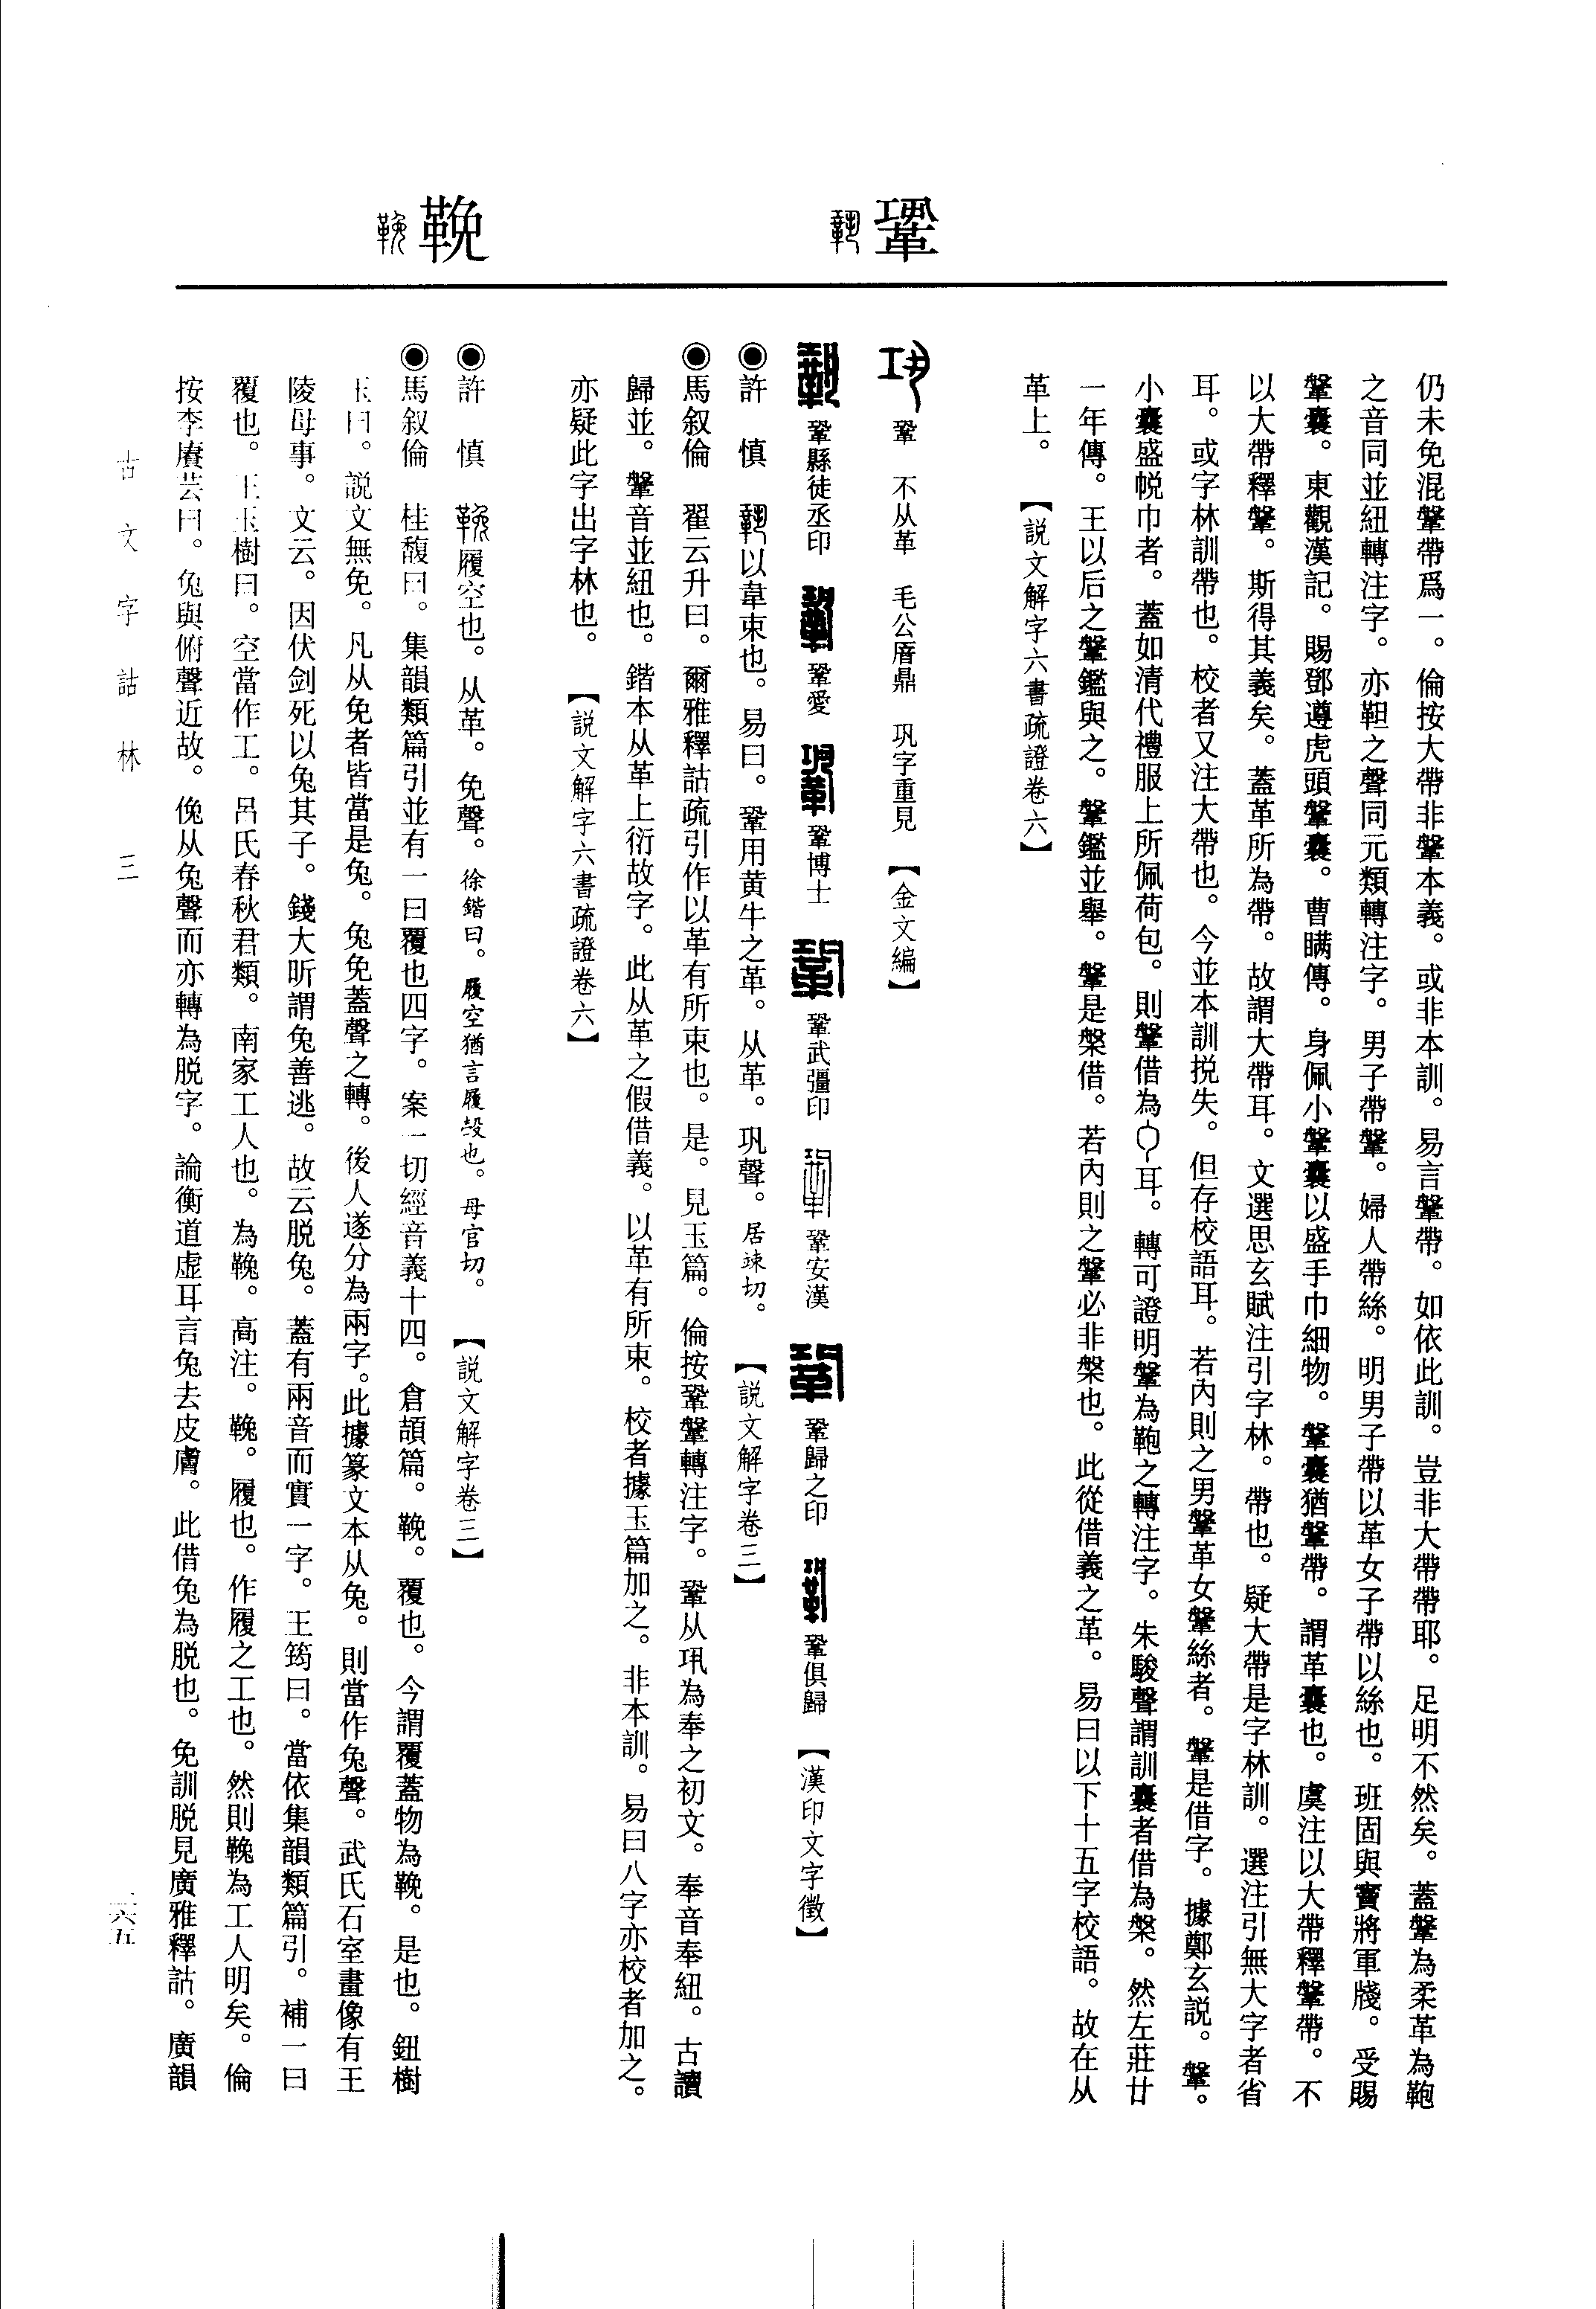 鞏
鞔
仍未免混鞶帶爲一。倫按大帶非鞶本義。或非本訓。易言鞶帶。如依此訓。豈非大帶帶耶。足明不然矣。蓋鞶為柔革為鞄
之音同並紐轉注字。亦靼之聲同元類轉注字。男子帶鞶。婦人帶絲。明男子帶以革女子帶以絲也。班固與竇將軍牋。受賜
鞶囊。東觀漢記。賜鄧遵虎頭鞶囊。曹瞞傳。身佩小鞶囊以盛手巾細物。鞶囊猶鞶帶。謂革囊也。虞注以大帶釋鞶帶。不
以大帶釋鞶。斯得其義矣。蓋革所為帶。故謂大帶耳。文選思玄賦注引字林。帶也。疑大帶是字林訓。選注引無大字者省
耳。或字林訓帶也。校者又注大帶也。今並本訓挩失。但存校語耳。若內則之男鞶革女鞶絲者。鞶是借字。據鄭玄説。鞶。
小囊盛帨巾者。蓋如清代禮服上所佩荷包。則鞶借為耳。轉可證明鞶為鞄之轉注字。朱駿聲謂訓囊者借為槃。然左莊廿
一年傳。王以后之鞶鑑與之。鞶鑑並舉。鞶是槃借。若內則之鞶必非槃也。此從借義之革。易曰以下十五字校語。故在从
革上。　【説文解字六書疏證卷六】
鞏　不从革　毛公厝鼎　巩字重見　【金文編】
鞏縣徒丞印　鞏愛　鞏博士　鞏武彊印　鞏安漢　鞏歸之印　鞏俱歸　【漢印文字徵】
◉許　慎　鞏以韋束也。易曰。鞏用黃牛之革。从革。巩聲。居竦切。　【説文解字卷三】
◉馬叙倫　翟云升曰。爾雅釋詁疏引作以革有所束也。是。見玉篇。倫按鞏鞶轉注字。鞏从巩為奉之初文。奉音奉紐。古讀
歸並。鞶音並紐也。鍇本从革上衍故字。此从革之假借義。以革有所束。校者據玉篇加之。非本訓。易曰八字亦校者加之。
亦疑此字出字林也。　【説文解字六書疏證卷六】
◉許　慎　鞔履空也。从革。免聲。徐鍇曰。履空猶言履殼也。母官切。　【説文解字卷三】
◉馬叙倫　桂馥曰。集韻類篇引並有一曰覆也四字。案一切經音義十四。倉頡篇。鞔。覆也。今謂覆蓋物為鞔。是也。鈕樹
玉曰。説文無免。凡从免者皆當是兔。兔免蓋聲之轉。後人遂分為兩字。此據篆文本从兔。則當作兔聲。武氏石室畫像有王
陵母事。文云。因伏劍死以兔其子。錢大昕謂兔善逃。故云脱兔。蓋有兩音而實一字。王筠曰。當依集韻類篇引。補一曰
覆也。王玉樹曰。空當作工。呂氏春秋君類。南家工人也。為鞔。高注。鞔。履也。作履之工也。然則鞔為工人明矣。倫
按李賡芸曰。兔與俯聲近故。俛从兔聲而亦轉為脱字。論衡道虛耳言兔去皮膚。此借兔為脱也。免訓脱見廣雅釋詁。廣韻
古文字詁林　三
二六五